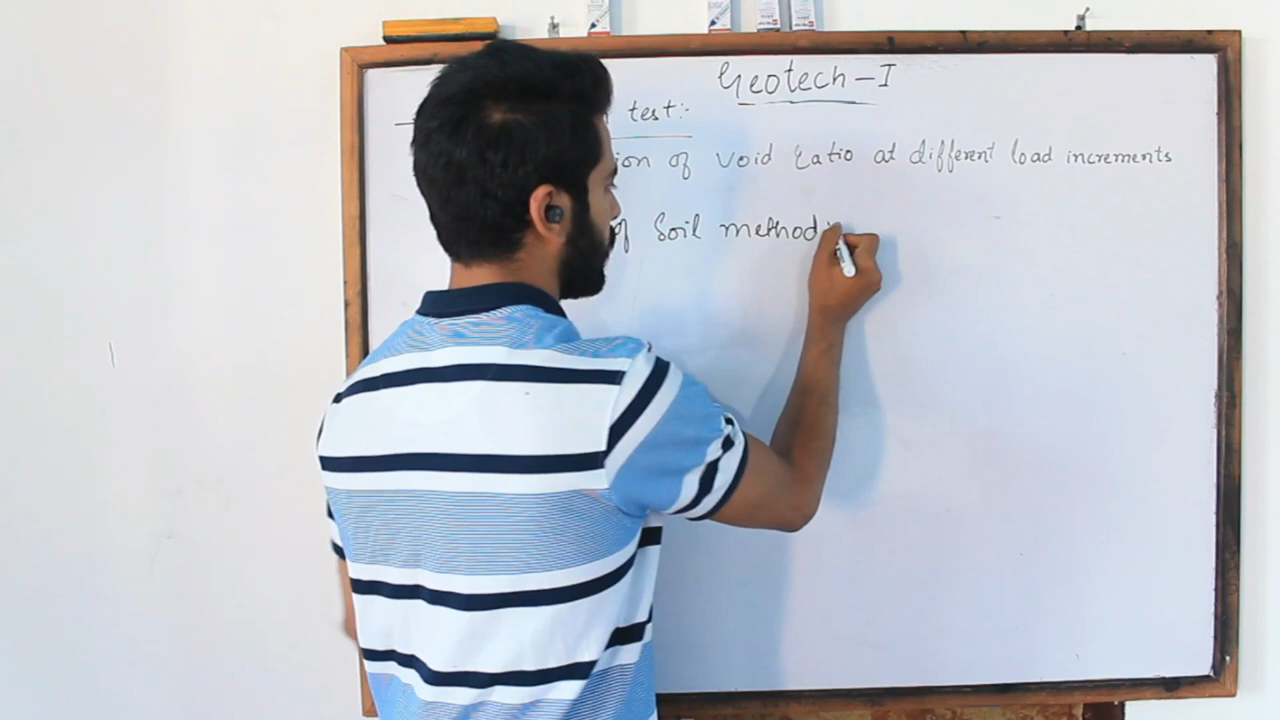 Geotech-I
test:-
ion of void ratio at different load increments
of Soil method